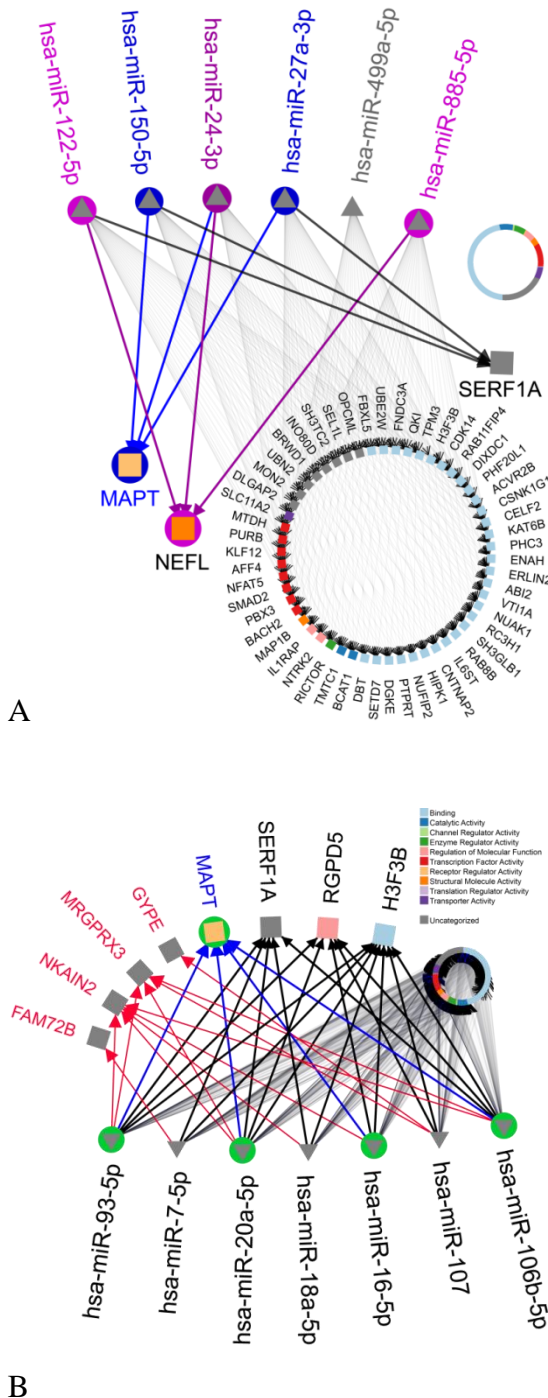 hsa-miR-122-5p
hsa-miR-150-5p
hsa-miR-24-3p
hsa-miR-27a-3p
hsa-miR-499a-5p
hsa-miR-885-5p
SERF1A
MAPT
NEFL
OPCML
SEL1L
SH3TC2
INO80D
BRWD1
UBN2
MON2
DLGAP2
SLC11A2
MTDH
PURB
KLF12
AFF4
NFAT5
SMAD2
PBX3
BACH2
MAP1B
IL1RAP
NTRK2
RICTOR
TMTC1
BCAT1
DBT
SETD7
DGKE
PTPRT
NUFIP2
HIPK1
CNTNAP2
IL6ST
RAB8B
SH3GLB1
RC3H1
NUAK1
VTI1A
ABI2
ERLIN2
ENAH
PHC3
KAT6B
CELF2
CSNK1G1
ACVR2B
PHF20L1
DIXDC1
RAB11FIP4
CDK14
H3F3B
TPM3
QKI
FNDC3A
UBE2W
FBXL5
A
FAM72B
NKAIN2
MRGPRX3
GYPE
MAPT
SERF1A
RGPD5
H3F3B
Binding
Catalytic Activity
Channel Regulator Activity
Enzyme Regulator Activity
Regulation of Molecular Function
Transcription Factor Activity
Receptor Regulator Activity
Structural Molecule Activity
Translation Regulator Activity
Transporter Activity
Uncategorized
hsa-miR-93-5p
hsa-miR-7-5p
hsa-miR-20a-5p
hsa-miR-18a-5p
hsa-miR-16-5p
hsa-miR-107
hsa-miR-106b-5p
B